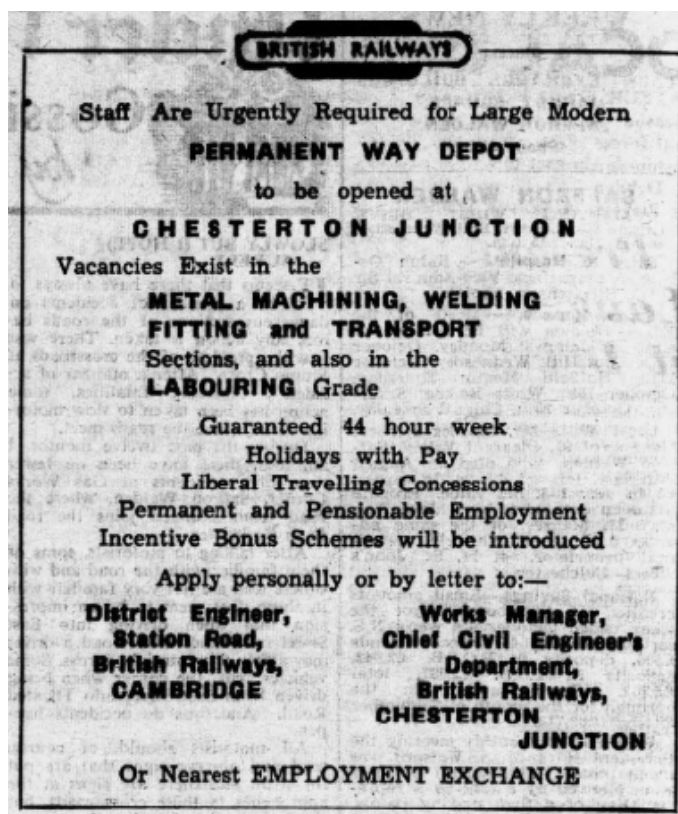 BRITISH RAILWAYS
Staff Are Urgently Required for Large Modern
PERMANENT WAY DEPOT
to be opened at
CHESTERTON JUNCTION
Vacancies Exist in the
METAL MACHINING, WELDING
FITTING and TRANSPORT
Sections, and also in the
LABOURING Grade
Guaranteed 44 hour week
Holidays with Pay
Liberal Travelling Concessions
Permanent and Pensionable Employment
Incentive Bonus Schemes will be introduced
Apply personally or by letter to:—
District Engineer,
Station Road,
British Railways,
CAMBRIDGE
Works Manager,
Chief Civil Engineer's
Department,
British Railways,
CHESTERTON
JUNCTION
Or Nearest EMPLOYMENT EXCHANGE